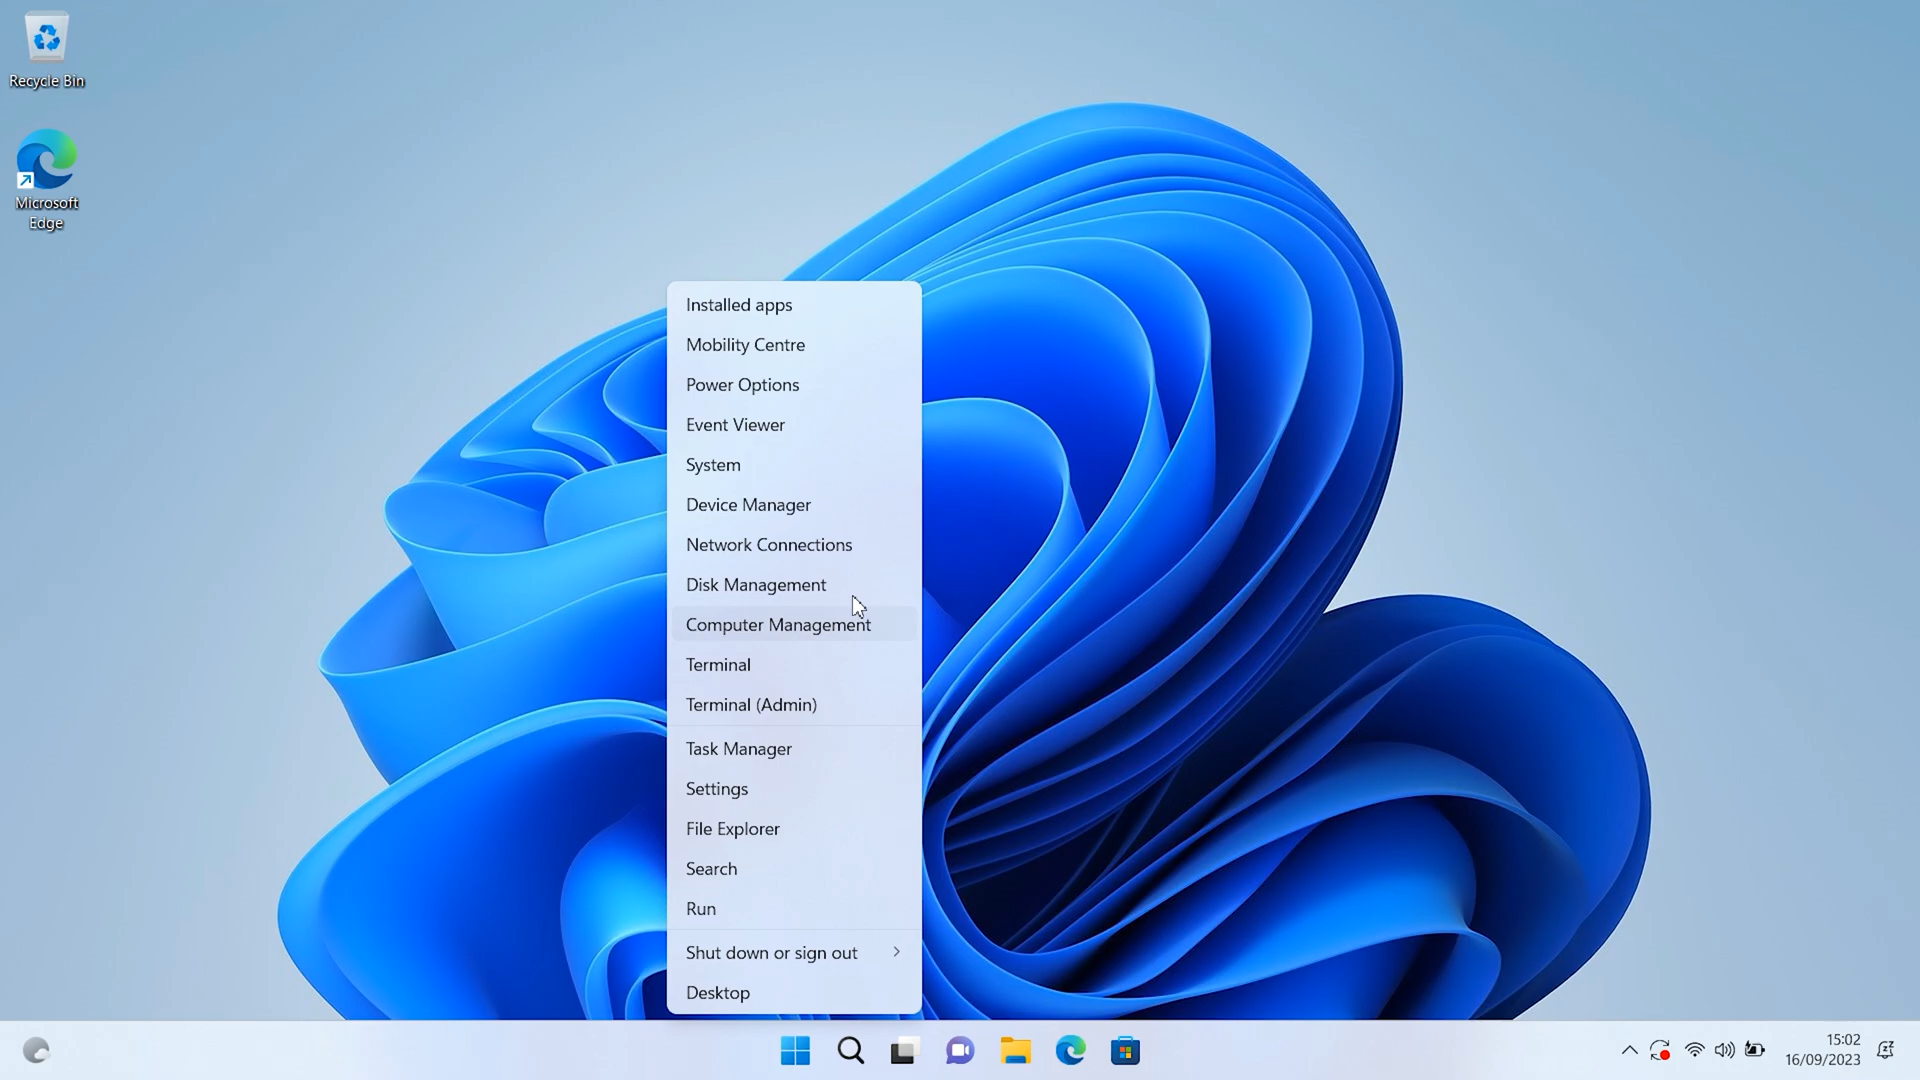 Recycle Bin
Microsoft
Edge
Installed apps
Mobility Centre
Power Options
Event Viewer
System
Device Manager
Network Connections
Disk Management
Computer Management
Terminal
Terminal (Admin)
Task Manager
Settings
File Explorer
Search
Run
Shut down or sign out
Desktop
15:02
16/09/2023